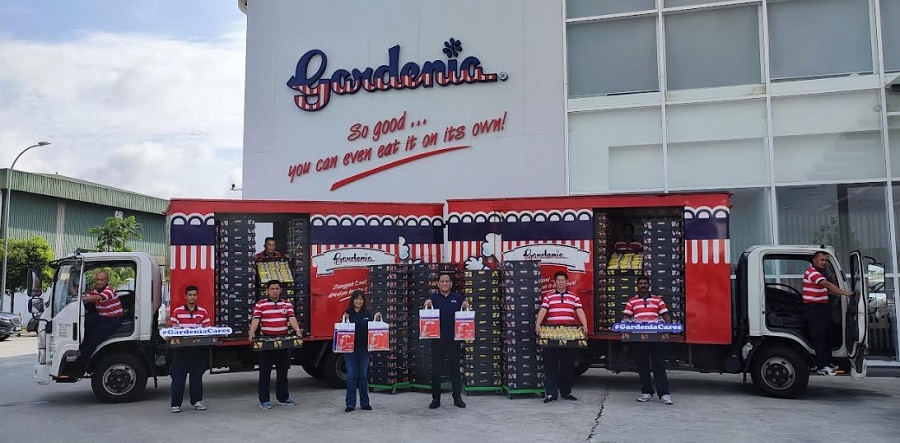 Gardenia
So good ...
you can even eat it on its own!
Gardenia
Gardenia
#GardeniaCares
#GardeniaCares